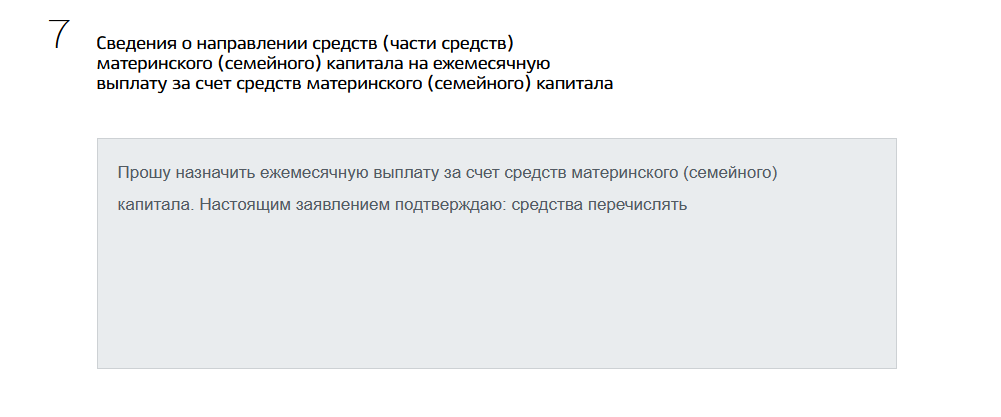 7
Сведения о направлении средств (части средств)
материнского (семейного) капитала на ежемесячную
выплату за счет средств материнского (семейного) капитала
Прошу назначить ежемесячную выплату за счет средств материнского (семейного)
капитала. Настоящим заявлением подтверждаю: средства перечислять